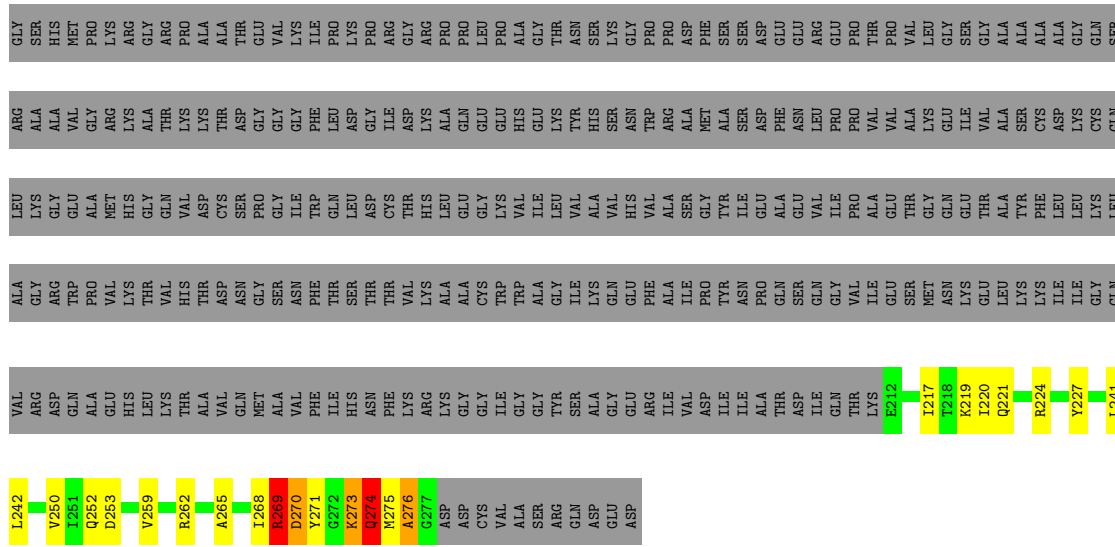 GLY SER HIS MET PRO LYS ARG GLY ARG PRO ALA ALA THR GLU VAL LYS ILE PRO LYS PRO ARG GLY ARG PRO PRO LEU PRO ALA GLY THR ASN SER LYS GLY PRO PRO ASP PHE SER SER ASP GLU GLU ARG GLU PRO THR PRO VAL LEU GLY SER GLY ALA ALA ALA ALA GLY GLN SER
ARG ALA ALA VAL GLY ARG LYS ALA THR LYS LYS THR ASP GLY GLY GLY PHE LEU ASP GLY ILE ASP LYS ALA GLN GLU GLU HIS GLU LYS TYR HIS SER ASN TRP ARG ALA MET ALA SER ASP PHE ASN LEU PRO PRO VAL VAL ALA LYS GLU ILE VAL ALA SER CYS ASP LYS CYS GLN
LEU LYS GLY GLU ALA MET HIS GLY GLN VAL ASP CYS SER PRO GLY ILE TRP GLN LEU ASP CYS THR HIS LEU GLU GLY LYS VAL ILE LEU VAL ALA VAL HIS VAL ALA SER GLY TYR ILE GLU ALA GLU VAL ILE PRO ALA GLU THR GLY GLN GLU THR ALA TYR PHE LEU LEU LYS LEU
ALA GLY ARG TRP PRO VAL LYS THR VAL HIS THR ASP ASN GLY SER ASN PHE THR SER THR THR VAL LYS ALA ALA CYS TRP TRP ALA GLY ILE LYS GLN GLU PHE ALA ILE PRO TYR ASN PRO GLN SER GLN GLY VAL ILE GLU SER MET ASN LYS GLU LEU LYS LYS ILE ILE GLY GLN
VAL ARG ASP GLN ALA GLU HIS LEU LYS THR ALA VAL GLN MET ALA VAL PHE ILE HIS ASN PHE LYS ARG LYS GLY GLY ILE GLY GLY TYR SER ALA GLY GLU ARG ILE VAL ASP ILE ILE ALA THR ASP ILE GLN THR LYS E212 I217 T218 K219 I220 Q221 R224 Y227 L241
L242 V250 I251 Q252 D253 V259 R262 A265 I268 R269 D270 Y271 G272 K273 Q274 M275 A276 G277 ASP ASP CYS VAL ALA SER ARG GLN ASP GLU ASP